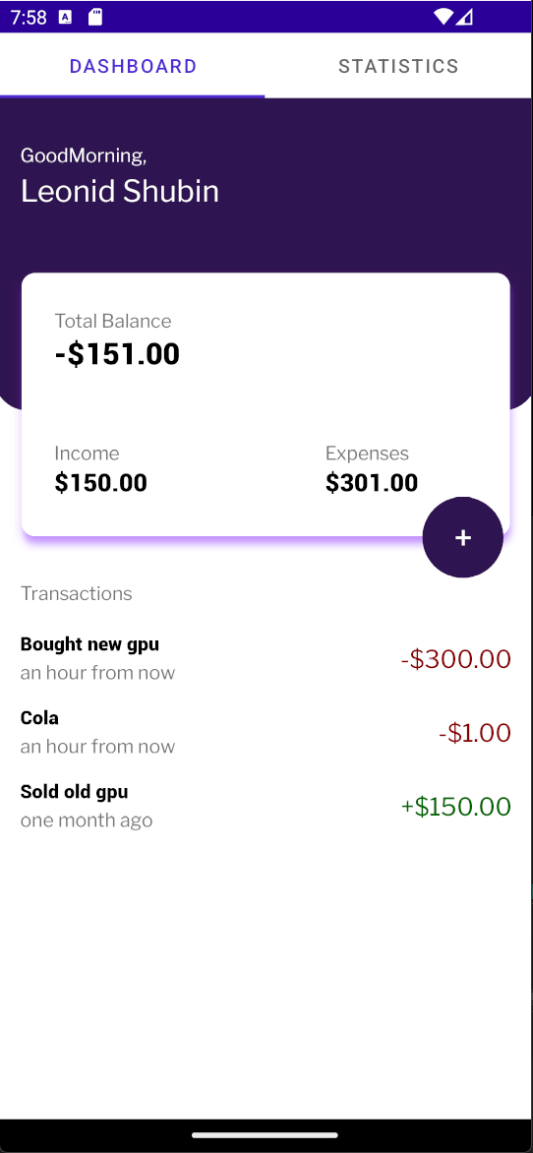 7:58
DASHBOARD STATISTICS
GoodMorning,
Leonid Shubin
Total Balance
-$151.00
Income Expenses
$150.00 $301.00
+
Transactions
Bought new gpu
an hour from now
-$300.00
Cola
an hour from now
-$1.00
Sold old gpu
one month ago
+$150.00